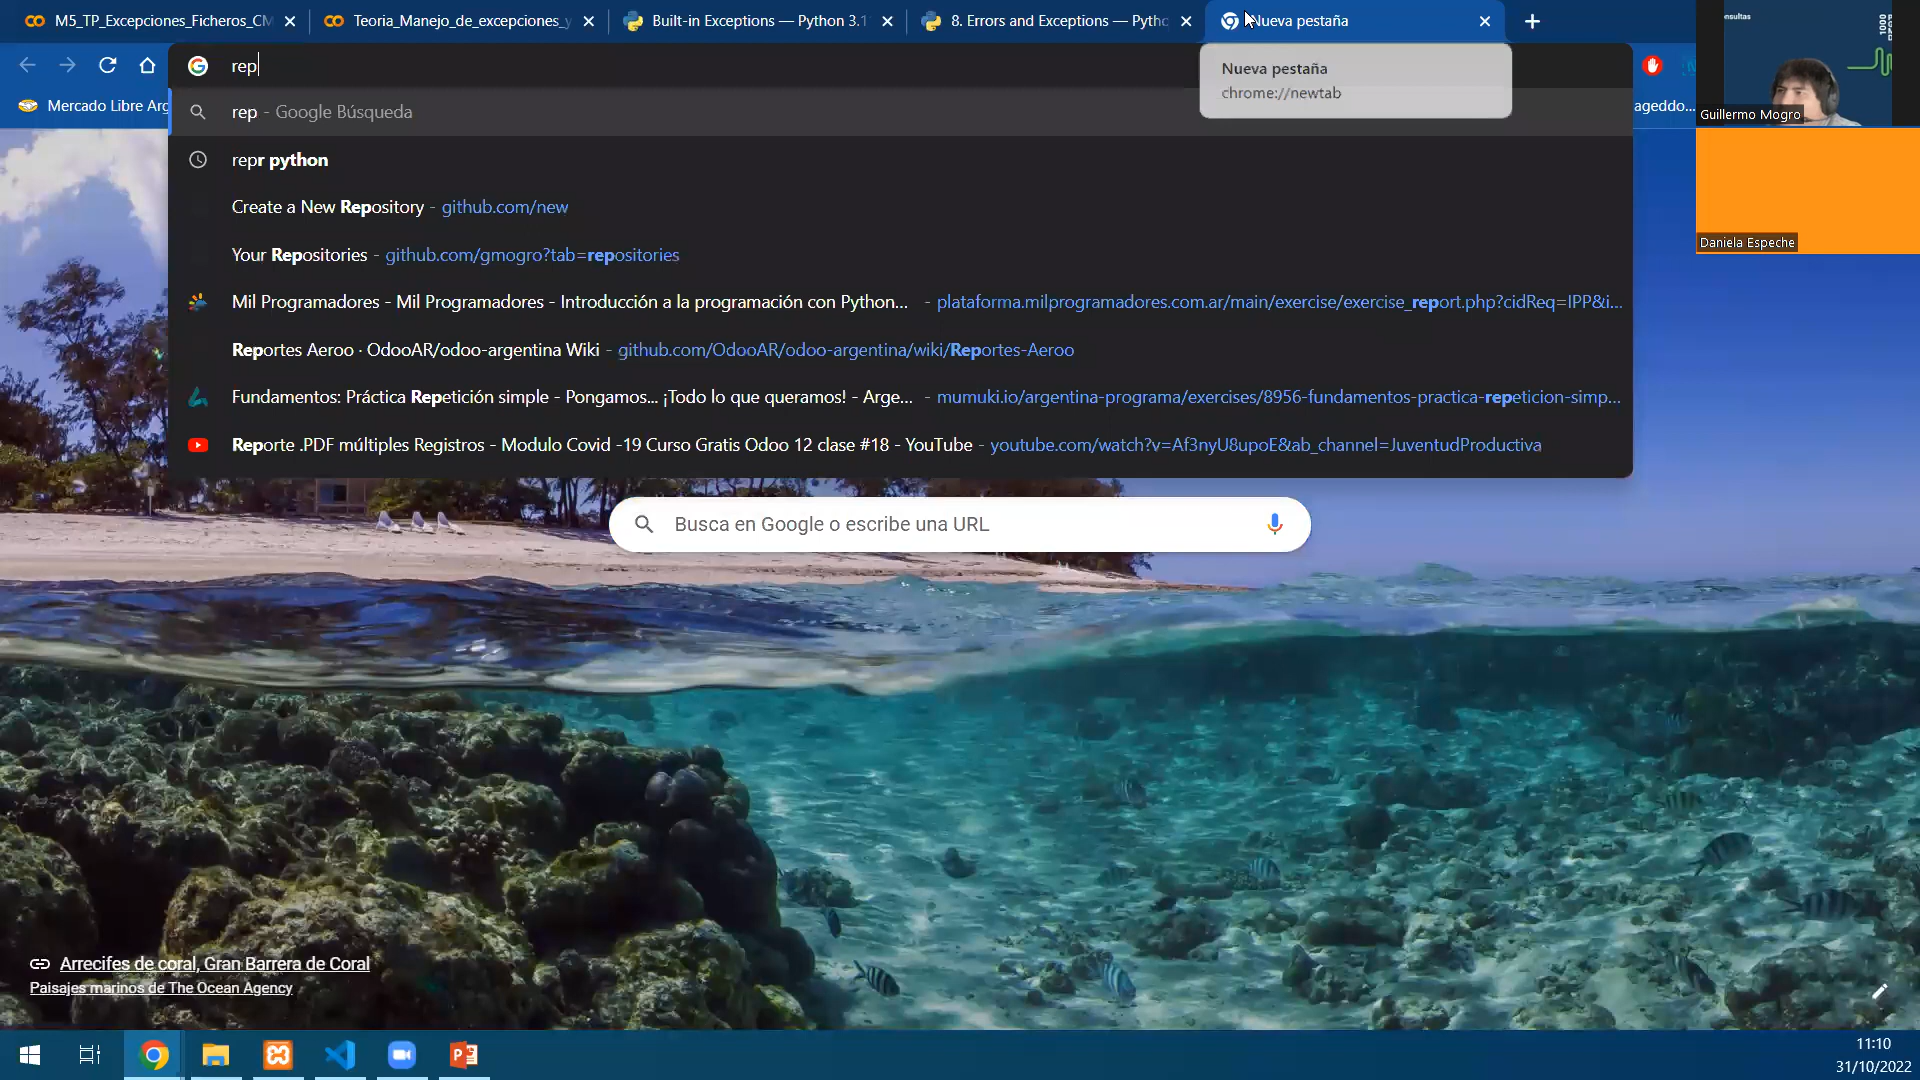 M5_TP_Excepciones_Ficheros_CM
Teoria_Manejo_de_excepciones_y
Built-in Exceptions — Python 3.1
8. Errors and Exceptions — Pytho
Nueva pestaña
rep
Nueva pestaña
chrome://newtab
Mercado Libre Arg
ageddo...
rep - Google Búsqueda
repr python
Create a New Repository - github.com/new
Your Repositories - github.com/gmogro?tab=repositories
Mil Programadores - Mil Programadores - Introducción a la programación con Python... - plataforma.milprogramadores.com.ar/main/exercise/exercise_report.php?cidReq=IPP&i...
Reportes Aeroo · OdooAR/odoo-argentina Wiki - github.com/OdooAR/odoo-argentina/wiki/Reportes-Aeroo
Fundamentos: Práctica Repetición simple - Pongamos... ¡Todo lo que queramos! - Arge... - mumuki.io/argentina-programa/exercises/8956-fundamentos-practica-repeticion-simp...
Reporte .PDF múltiples Registros - Modulo Covid -19 Curso Gratis Odoo 12 clase #18 - YouTube - youtube.com/watch?v=Af3nyU8upoE&ab_channel=JuventudProductiva
nsultas
1000
Guillermo Mogro
Daniela Espeche
Busca en Google o escribe una URL
Arrecifes de coral, Gran Barrera de Coral
Paisajes marinos de The Ocean Agency
11:10
31/10/2022